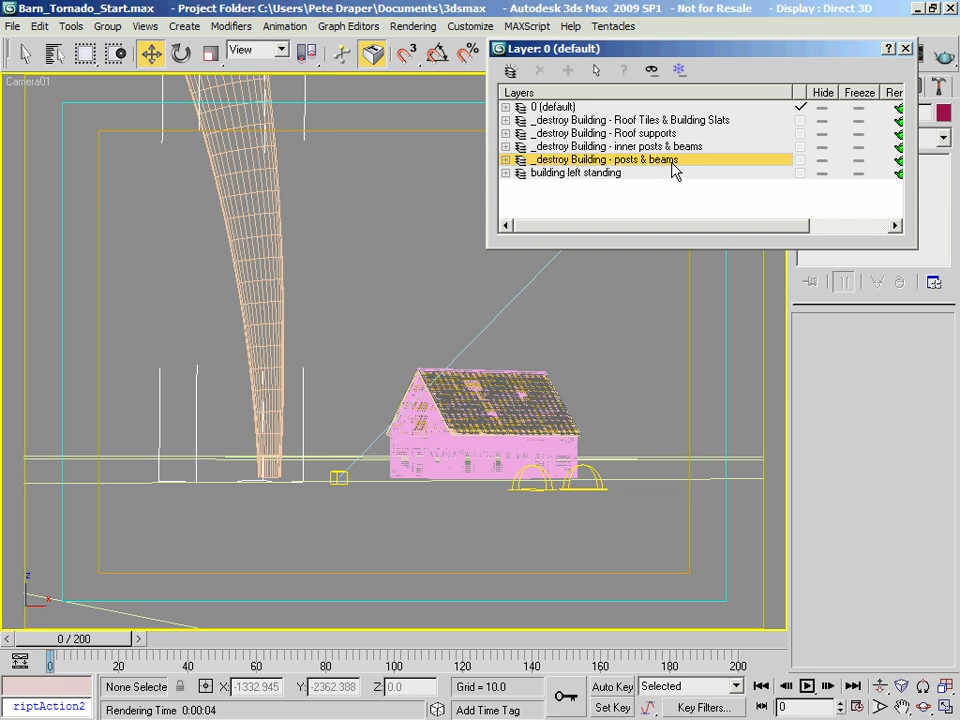 Barn_Tornado_Start.max - Project Folder: C:\Users\Pete Draper\Documents\3dsmax - Autodesk 3ds Max 2009 SP1 - Not for Resale - Display : Direct 3D
File Edit Tools Group Views Create Modifiers Animation Graph Editors Rendering Customize MAXScript Help Tentacles
View
3
%
Layer: 0 (default)
?
Camera01
Layers Hide Freeze Ren
0 (default)
_destroy Building - Roof Tiles & Building Slats
_destroy Building - Roof supports
_destroy Building - inner posts & beams
_destroy Building - posts & beams
building left standing
z
x
0 / 200
0 20 40 60 80 100 120 140 160 180 200
None Selecte X: -1332.945 Y: -2362.388 Z: 0.0 Grid = 10.0 Auto Key Selected
riptAction2 Rendering Time 0:00:04 Add Time Tag Set Key Key Filters... 0